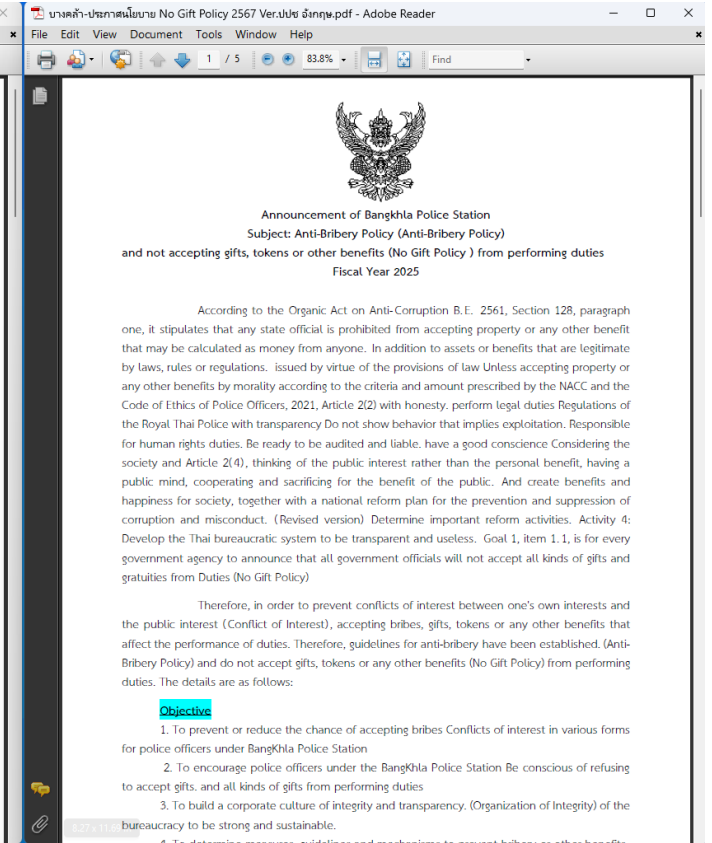 บางคล้า-ประกาศนโยบาย No Gift Policy 2567 Ver.ปปช อังกฤษ.pdf - Adobe Reader
File Edit View Document Tools Window Help
1 / 5 83.8% Find
Announcement of Bangkhla Police Station
Subject: Anti-Bribery Policy (Anti-Bribery Policy)
and not accepting gifts, tokens or other benefits (No Gift Policy ) from performing duties
Fiscal Year 2025
According to the Organic Act on Anti-Corruption B.E. 2561, Section 128, paragraph
one, it stipulates that any state official is prohibited from accepting property or any other benefit
that may be calculated as money from anyone. In addition to assets or benefits that are legitimate
by laws, rules or regulations. issued by virtue of the provisions of law Unless accepting property or
any other benefits by morality according to the criteria and amount prescribed by the NACC and the
Code of Ethics of Police Officers, 2021, Article 2(2) with honesty. perform legal duties Regulations of
the Royal Thai Police with transparency Do not show behavior that implies exploitation. Responsible
for human rights duties. Be ready to be audited and liable. have a good conscience Considering the
society and Article 2(4), thinking of the public interest rather than the personal benefit, having a
public mind, cooperating and sacrificing for the benefit of the public. And create benefits and
happiness for society, together with a national reform plan for the prevention and suppression of
corruption and misconduct. (Revised version) Determine important reform activities. Activity 4:
Develop the Thai bureaucratic system to be transparent and useless. Goal 1, item 1.1, is for every
government agency to announce that all government officials will not accept all kinds of gifts and
gratuities from Duties (No Gift Policy)
Therefore, in order to prevent conflicts of interest between one's own interests and
the public interest (Conflict of Interest), accepting bribes, gifts, tokens or any other benefits that
affect the performance of duties. Therefore, guidelines for anti-bribery have been established. (Anti-
Bribery Policy) and do not accept gifts, tokens or any other benefits (No Gift Policy) from performing
duties. The details are as follows:
Objective
1. To prevent or reduce the chance of accepting bribes Conflicts of interest in various forms
for police officers under BangKhla Police Station
2. To encourage police officers under the BangKhla Police Station Be conscious of refusing
to accept gifts. and all kinds of gifts from performing duties
3. To build a corporate culture of integrity and transparency. (Organization of Integrity) of the
bureaucracy to be strong and sustainable.
4. To determine measures, guidelines and mechanisms to prevent bribery or other benefits